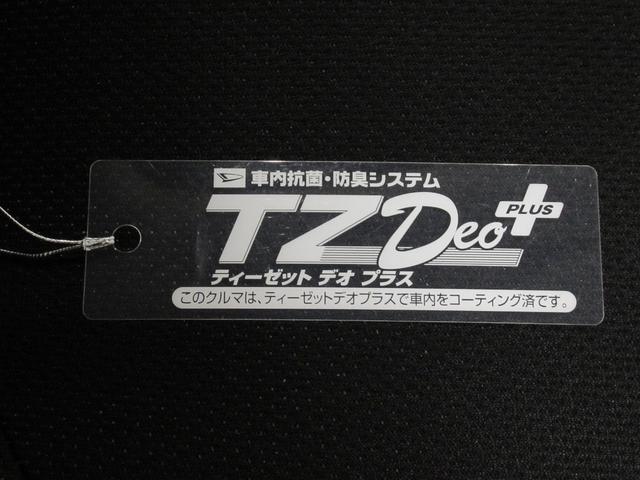 車内抗菌・防臭システム
TZ Deo PLUS
ティーゼット デオ プラス
このクルマは、ティーゼットデオプラスで車内をコーティング済です。